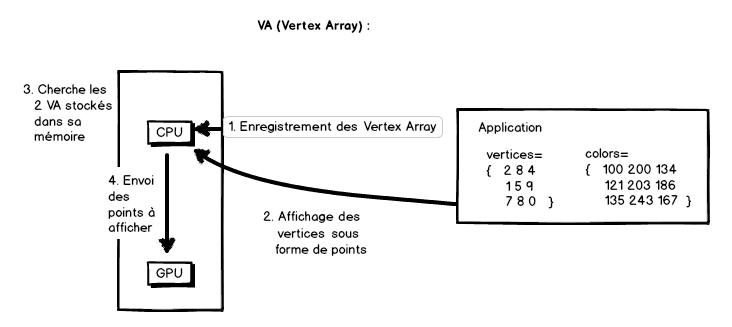 VA (Vertex Array) :
3. Cherche les
2 VA stockés
dans sa
mémoire
CPU
1. Enregistrement des Vertex Array
Application
vertices=
{ 2 8 4
1 5 9
7 8 0 }
colors=
{ 100 200 134
121 203 186
135 243 167 }
4. Envoi
des
points à
afficher
2. Affichage des
vertices sous
forme de points
GPU